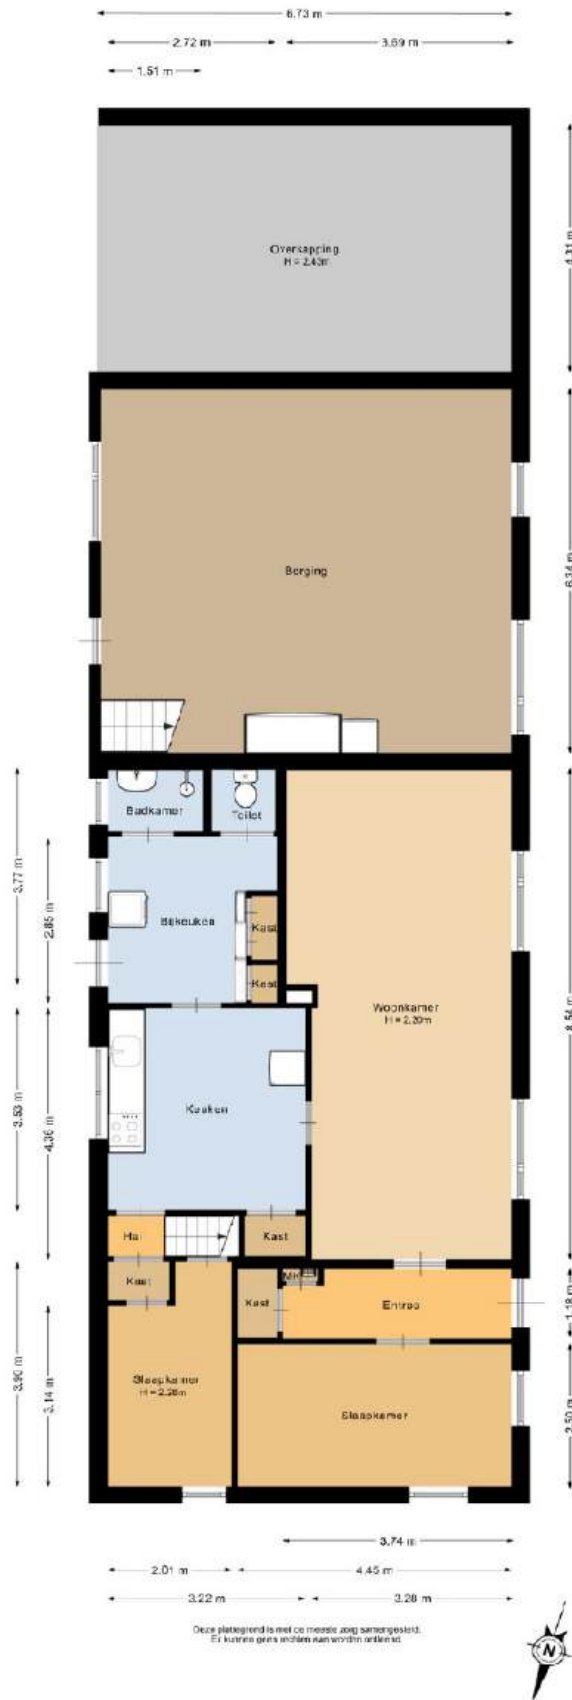 6.73 m
2.72 m
3.69 m
1.51 m
4.31 m
Overkapping
H = 2.43m
Berging
Badkamer
Toilet
3.77 m
2.85 m
Bijkeuken
Kast
Kast
Woonkamer
H = 2.20m
8.54 m
3.53 m
4.36 m
Keuken
Hal
Kast
Kast
MK
Kast
Entree
1.18 m
3.90 m
3.14 m
Slaapkamer
H = 2.28m
Slaapkamer
2.50 m
3.74 m
2.01 m
4.45 m
3.22 m
3.28 m
Deze plattegrond is met de meeste zorg samengesteld.
Er kunnen geen rechten aan worden ontleend.
N